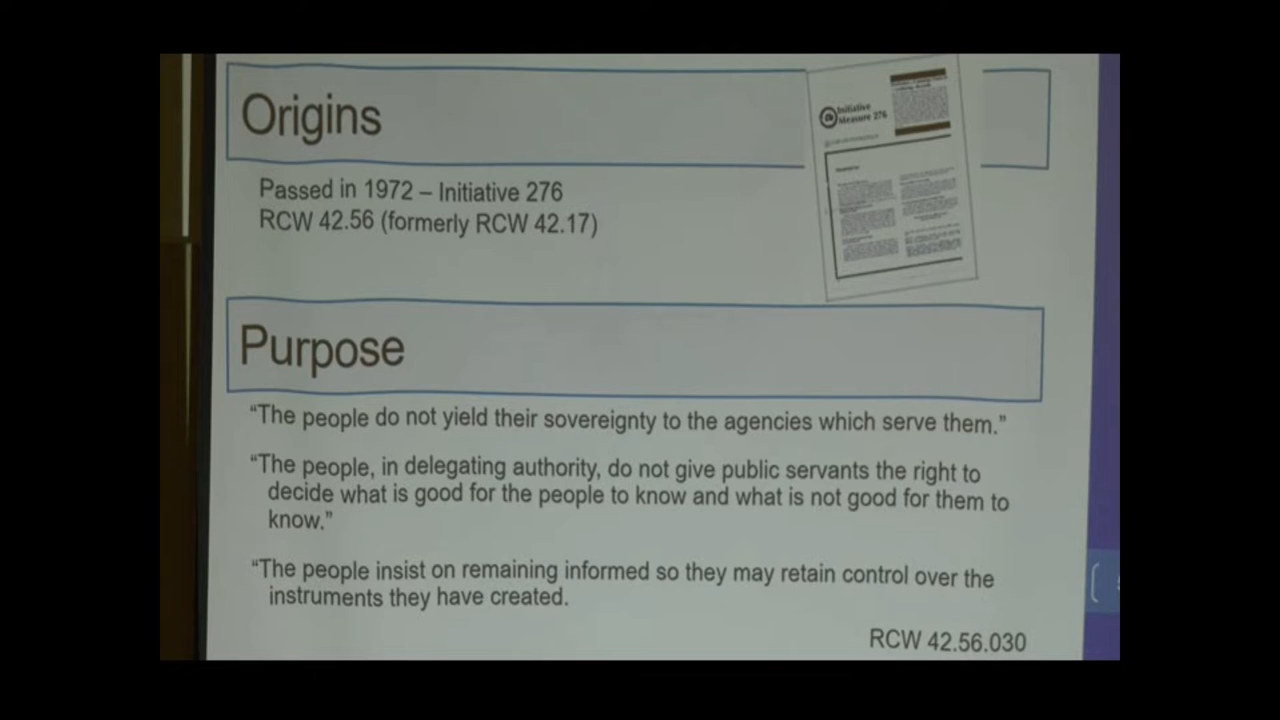 Origins
Initiative
Measure 276
Passed in 1972 – Initiative 276
RCW 42.56 (formerly RCW 42.17)
Purpose
“The people do not yield their sovereignty to the agencies which serve them.”
“The people, in delegating authority, do not give public servants the right to
decide what is good for the people to know and what is not good for them to
know.”
“The people insist on remaining informed so they may retain control over the
instruments they have created.
RCW 42.56.030